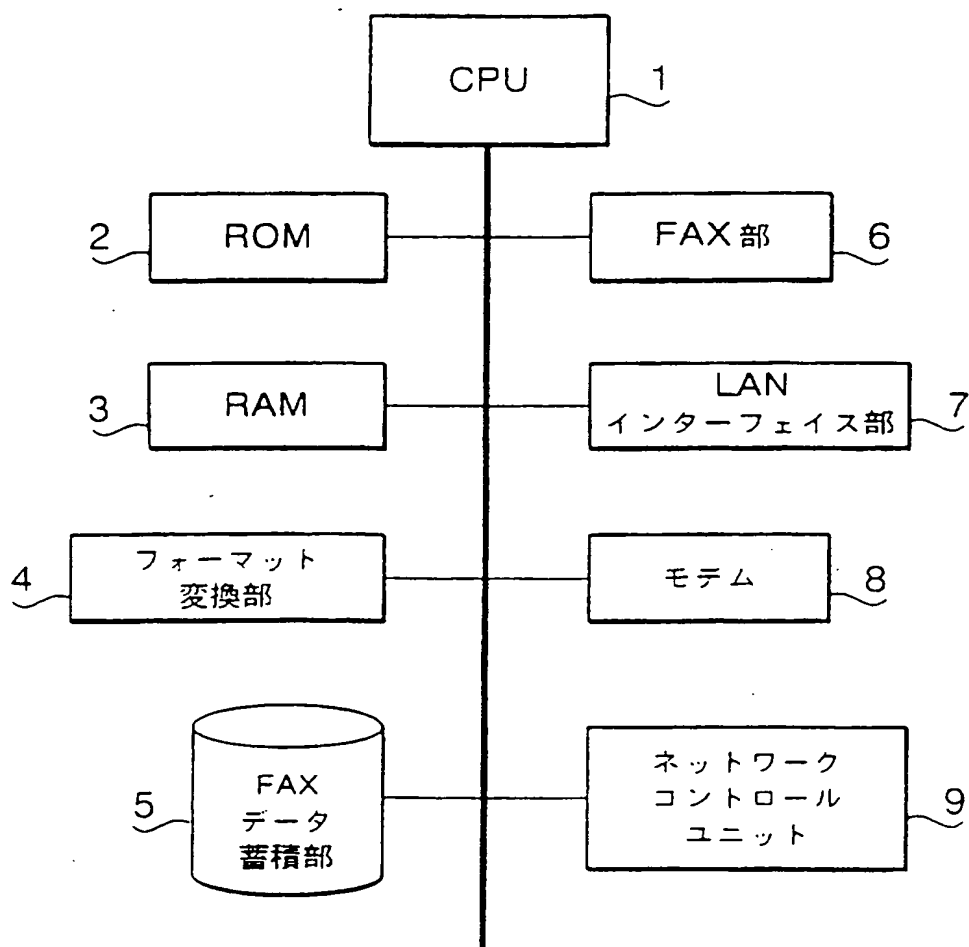 CPU
1
2
ROM
FAX部
6
3
RAM
LAN
インターフェイス部
7
4
フォーマット
変換部
モデム
8
5
FAX
データ
蓄積部
ネットワーク
コントロール
ユニット
9